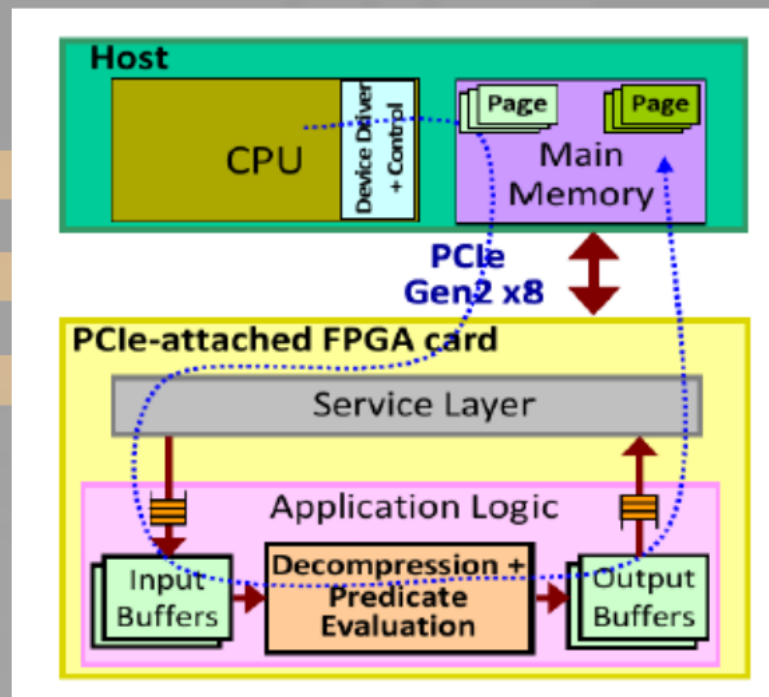 Host
CPU
Device Driver
+ Control
Page
Page
Main
Memory
PCIe
Gen2 x8
PCIe-attached FPGA card
Service Layer
Application Logic
Input
Buffers
Decompression +
Predicate
Evaluation
Output
Buffers